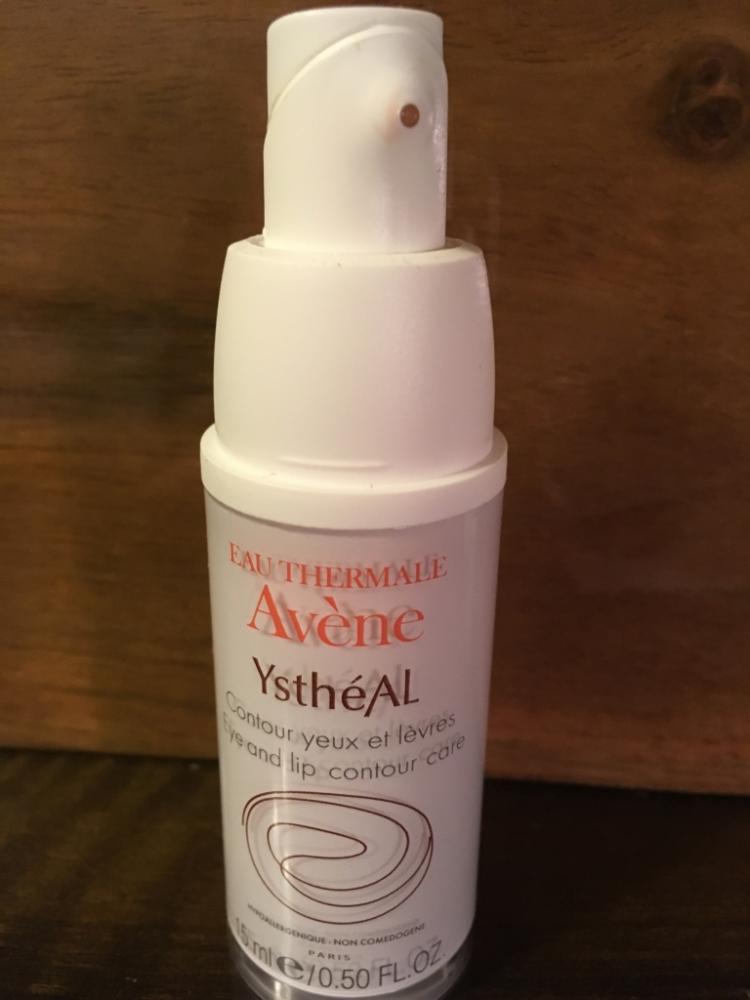 EAU THERMALE
Avène
YsthéAL
Contour yeux et lèvres
Eye and lip contour care
HYPOALLERGENIQUE - NON COMEDOGENE
PARIS
15 ml e/0.50 FL.OZ.